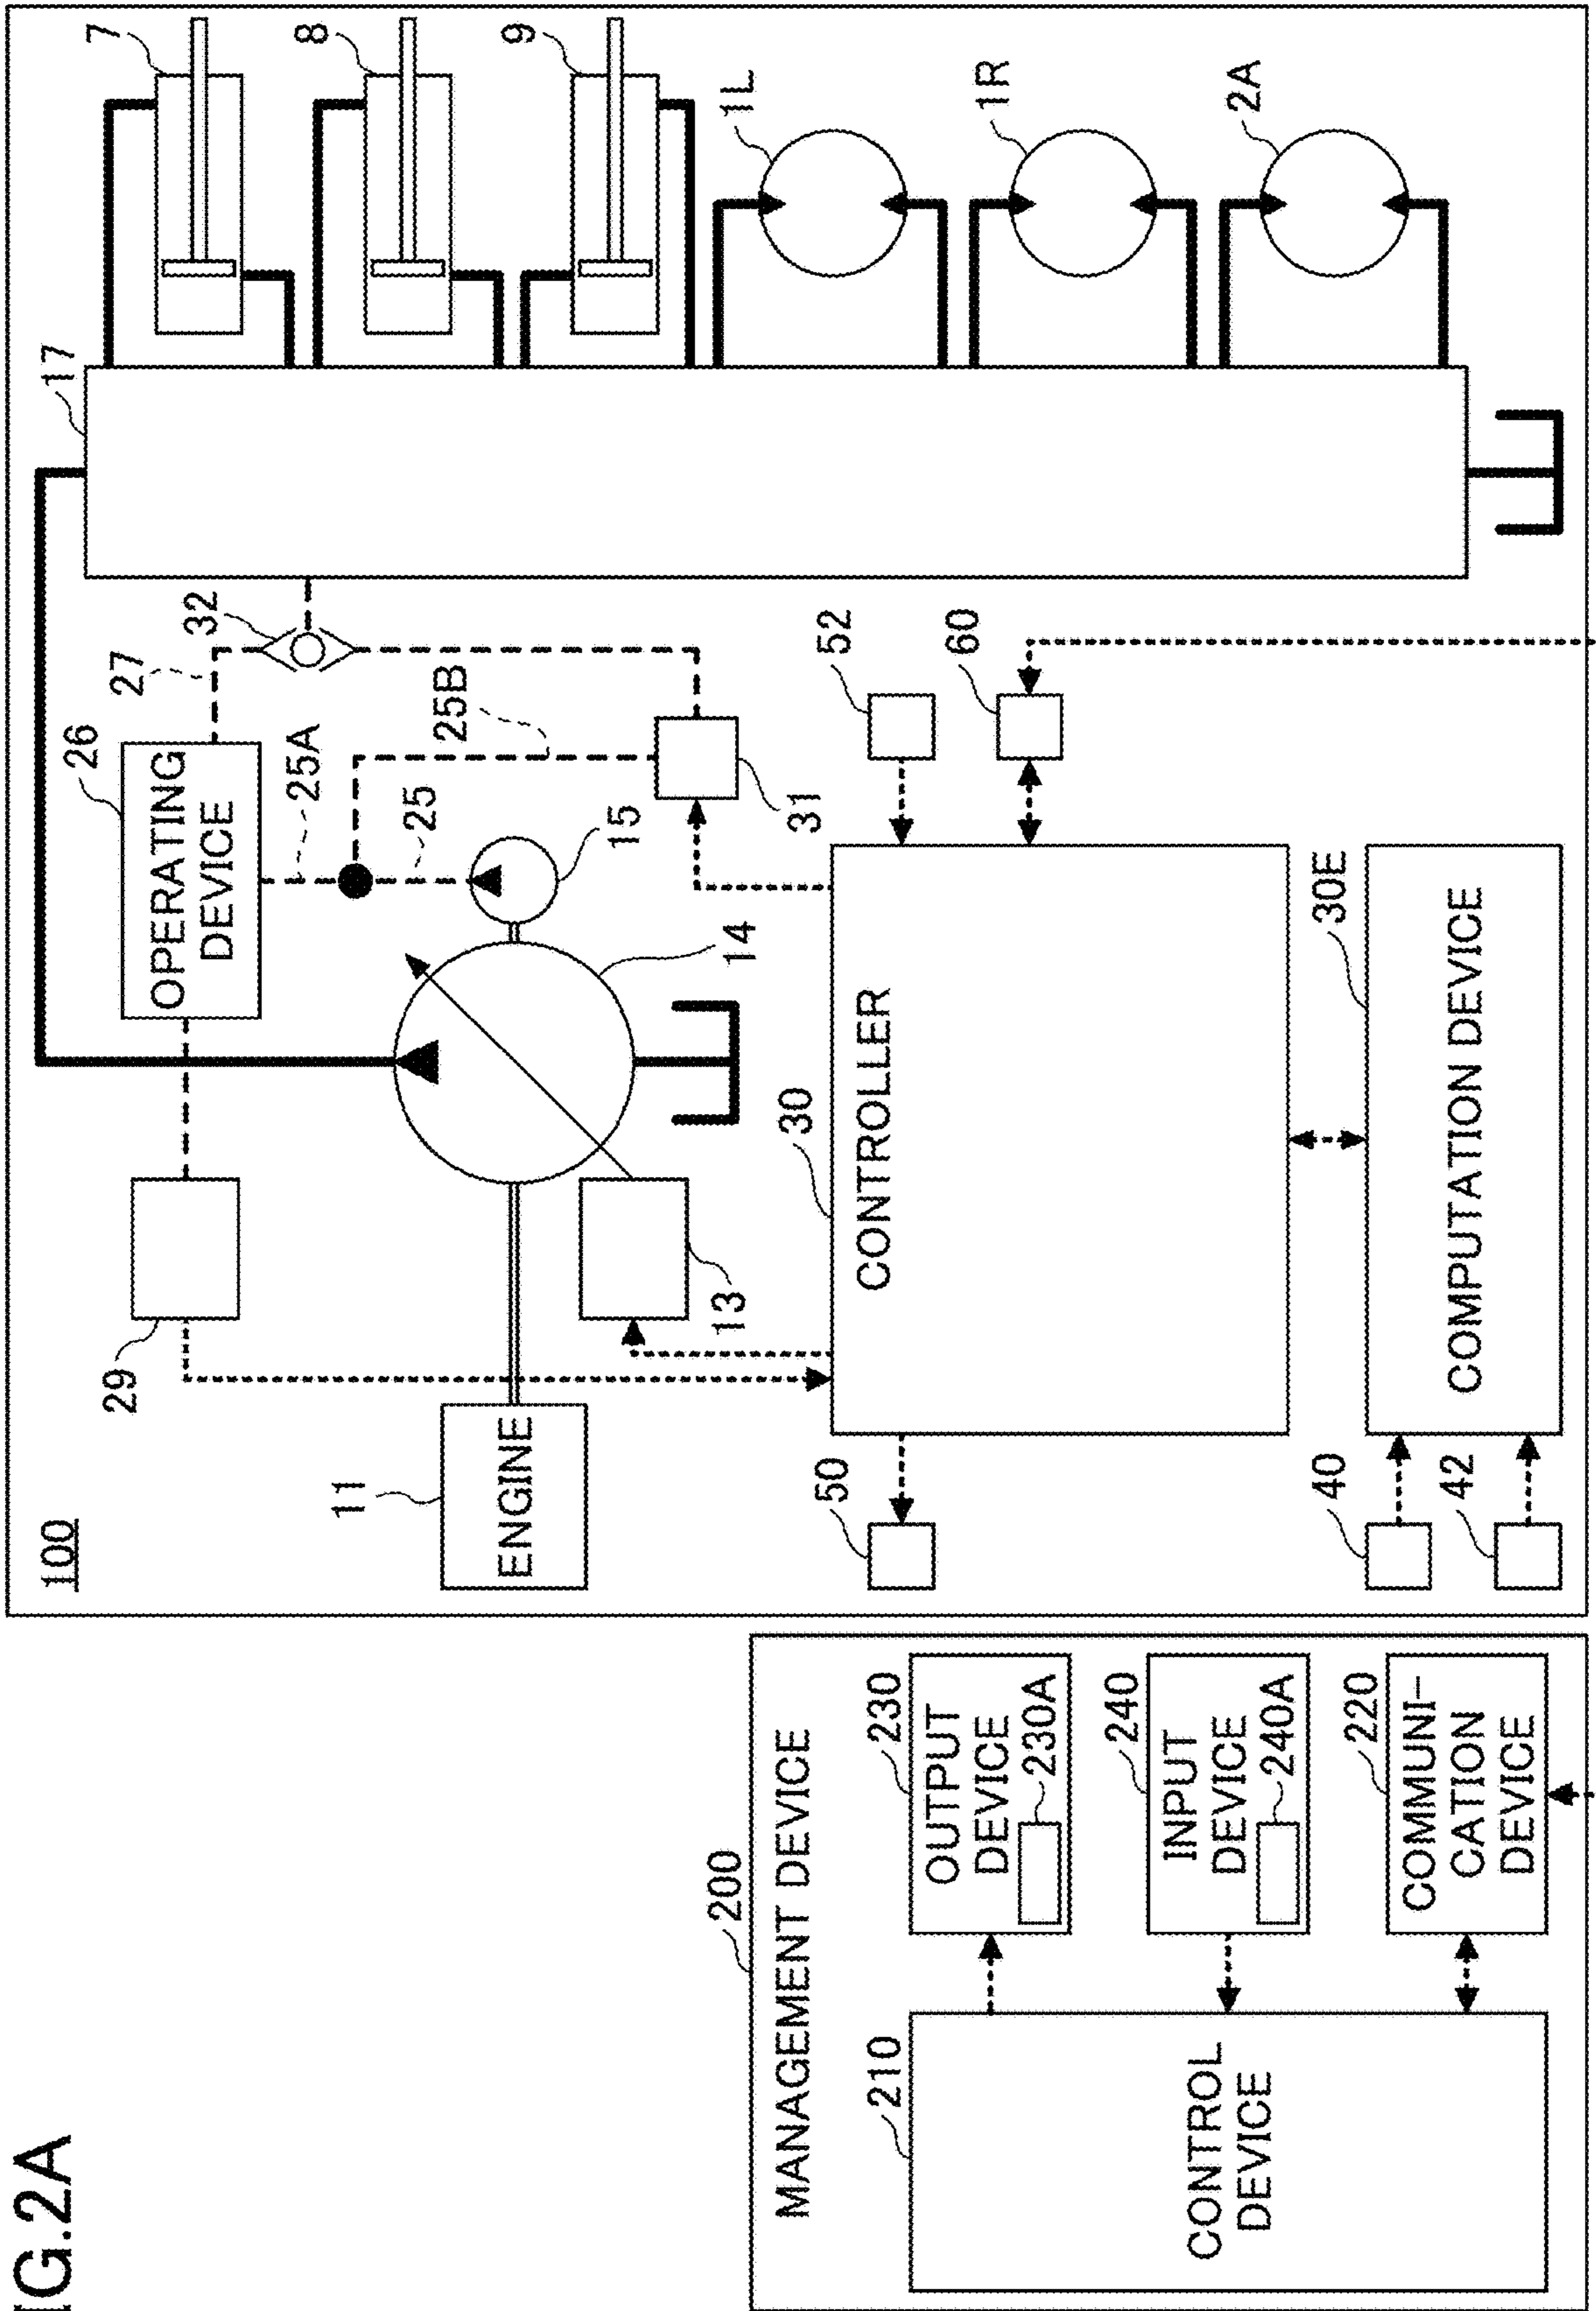 IG.2A
100
11
ENGINE
29
13
26
OPERATING
DEVICE
27
32
25A
25
25B
15
14
31
17
7
8
9
1L
1R
2A
30
CONTROLLER
50
52
60
30E
COMPUTATION DEVICE
40
42
200
MANAGEMENT DEVICE
210
CONTROL
DEVICE
230
OUTPUT
DEVICE
230A
240
INPUT
DEVICE
240A
220
COMMUNI-
CATION
DEVICE